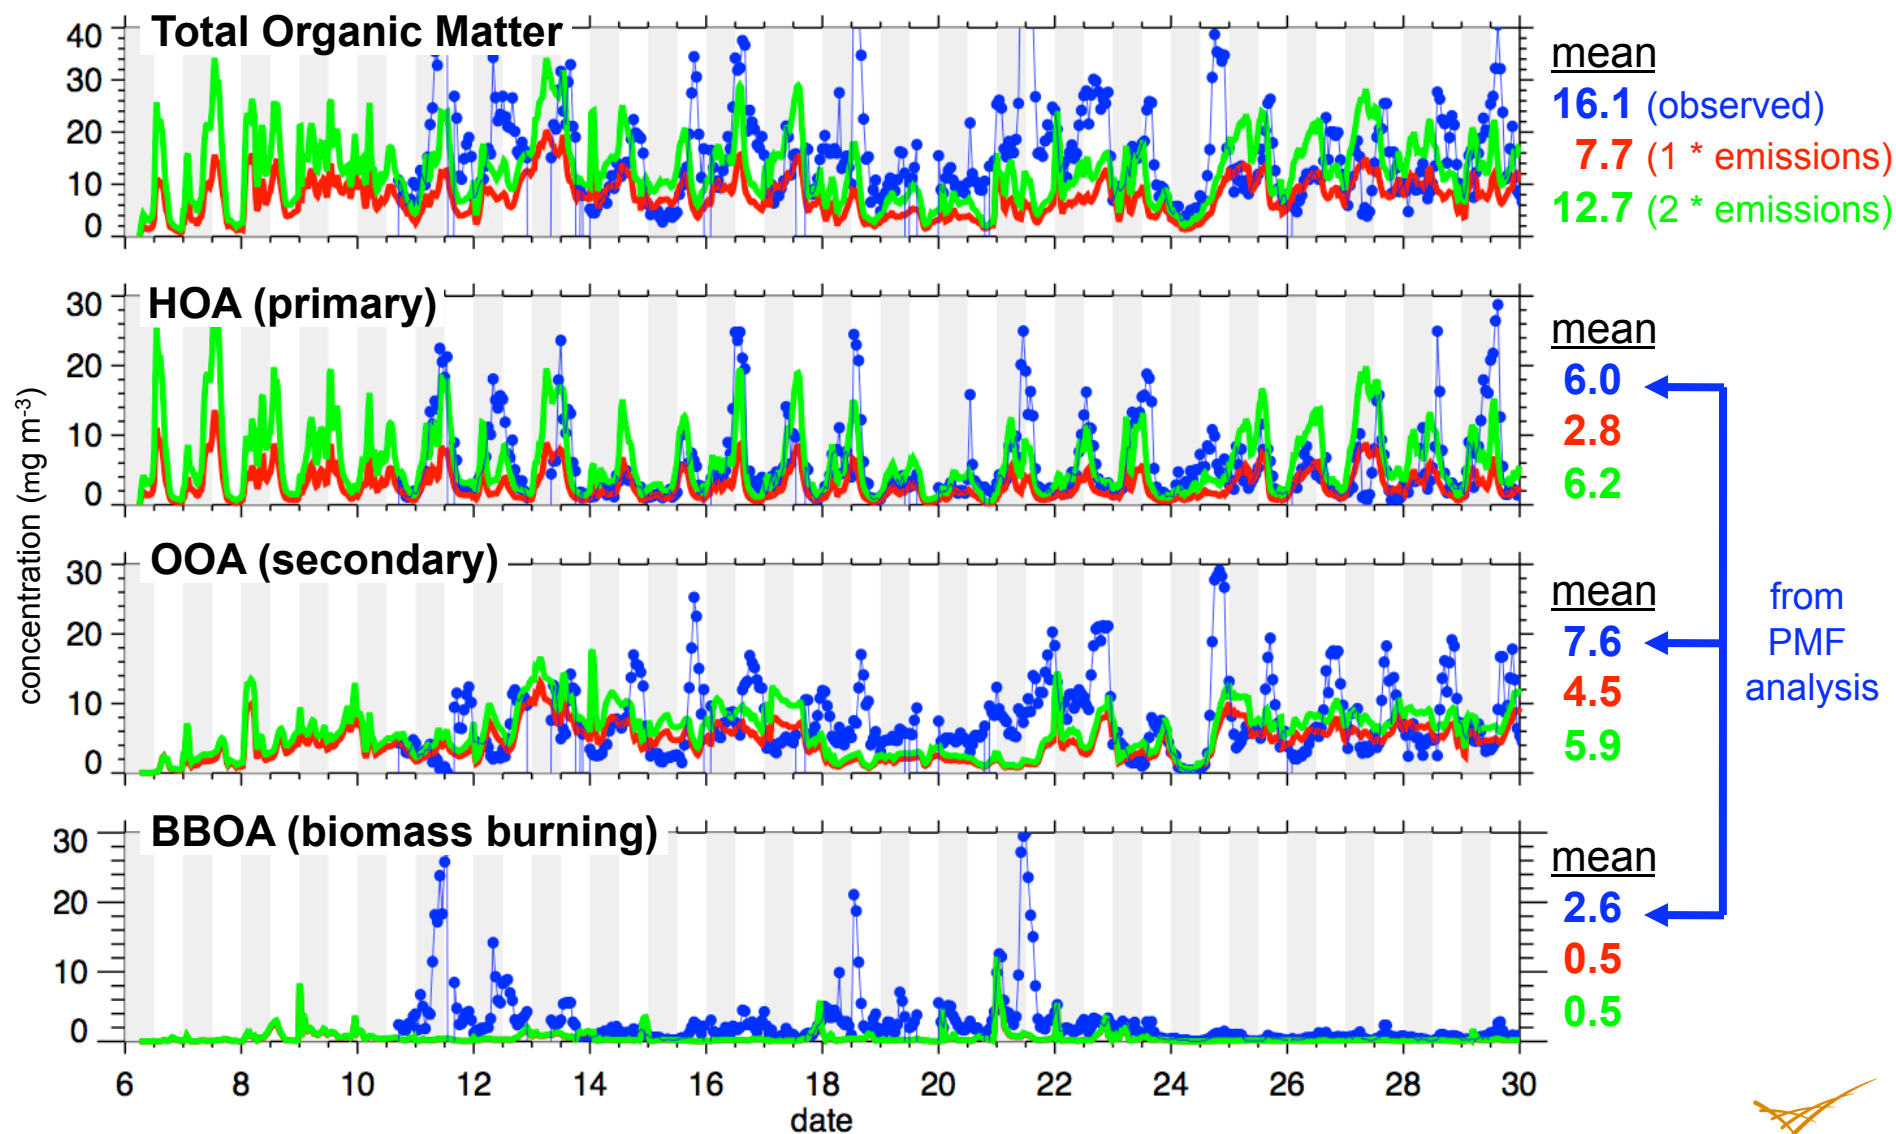 Total Organic Matter
40
30
20
10
0
mean
16.1 (observed)
7.7 (1 * emissions)
12.7 (2 * emissions)
HOA (primary)
30
20
10
0
mean
6.0
2.8
6.2
concentration (mg m-3)
OOA (secondary)
30
20
10
0
mean
7.6
4.5
5.9
from
PMF
analysis
BBOA (biomass burning)
30
20
10
0
mean
2.6
0.5
0.5
6 8 10 12 14 16 18 20 22 24 26 28 30
date